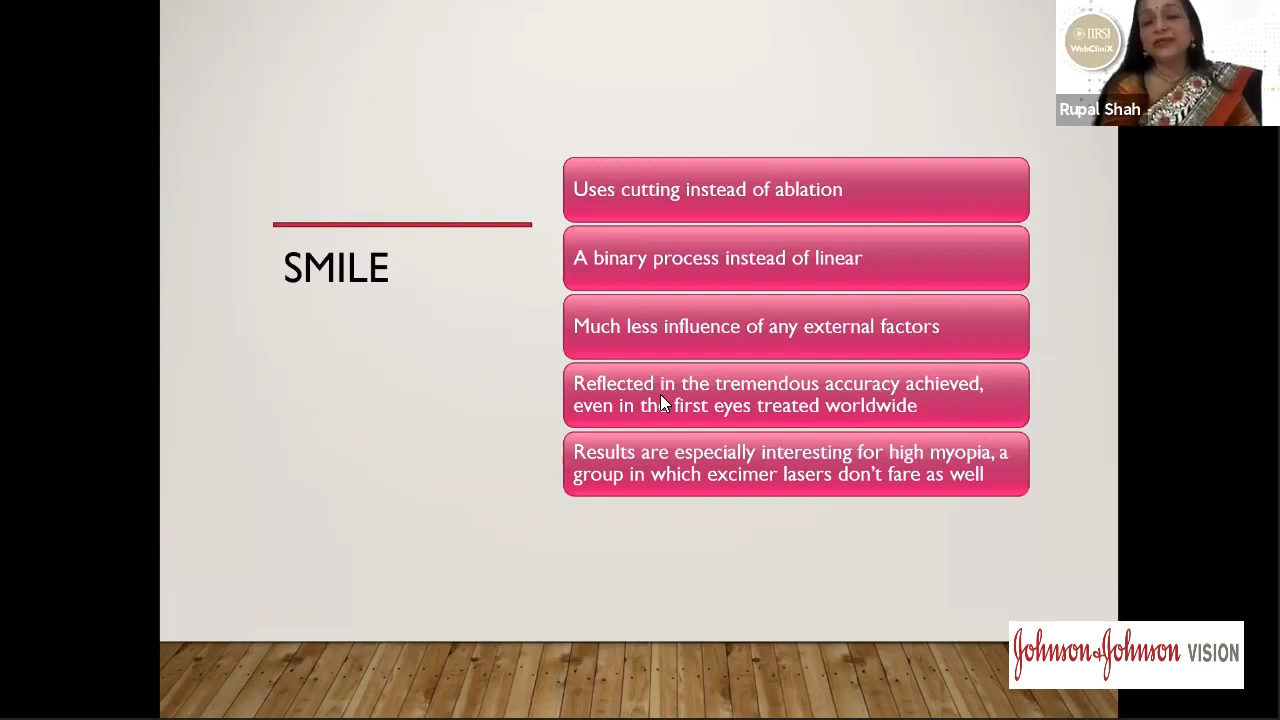 IIRSI
WebCliniX
Rupal Shah
SMILE
Uses cutting instead of ablation
A binary process instead of linear
Much less influence of any external factors
Reflected in the tremendous accuracy achieved,
even in the first eyes treated worldwide
Results are especially interesting for high myopia, a
group in which excimer lasers don’t fare as well
Johnson & Johnson VISION